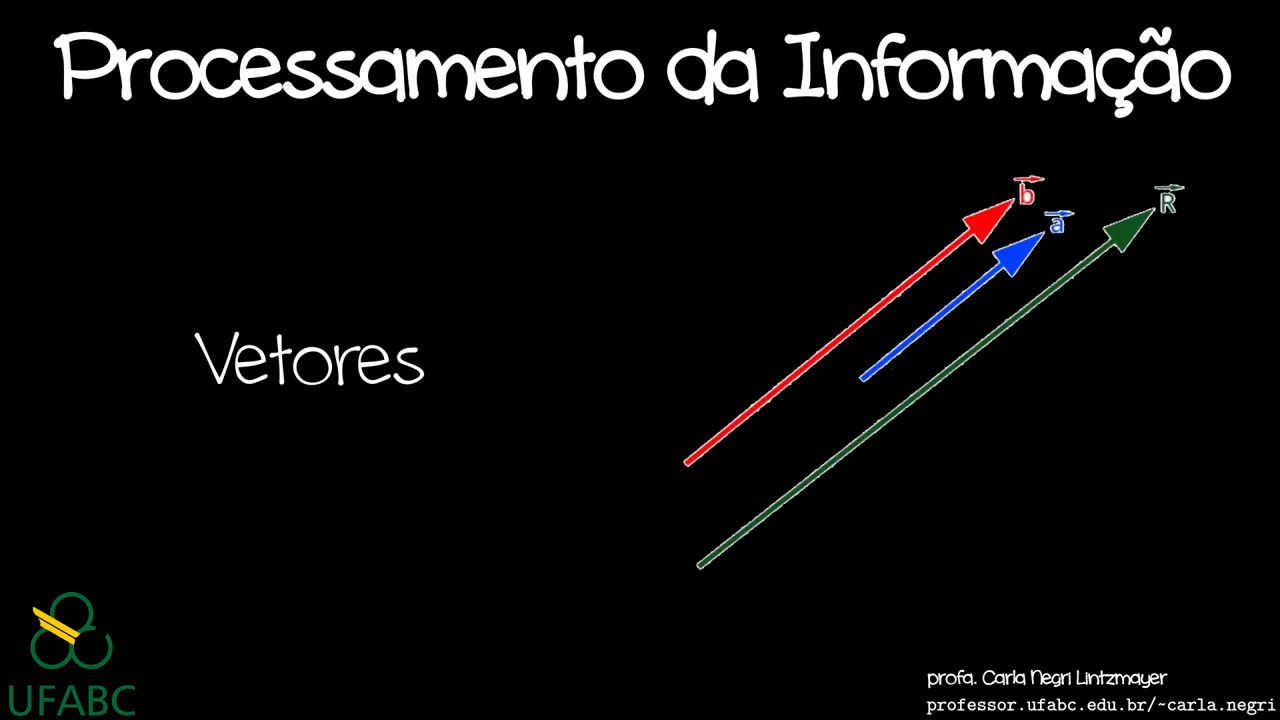 Processamento da Informação
b
a
R
Vetores
UFABC
profa. Carla Negri Lintzmayer
professor.ufabc.edu.br/~carla.negri